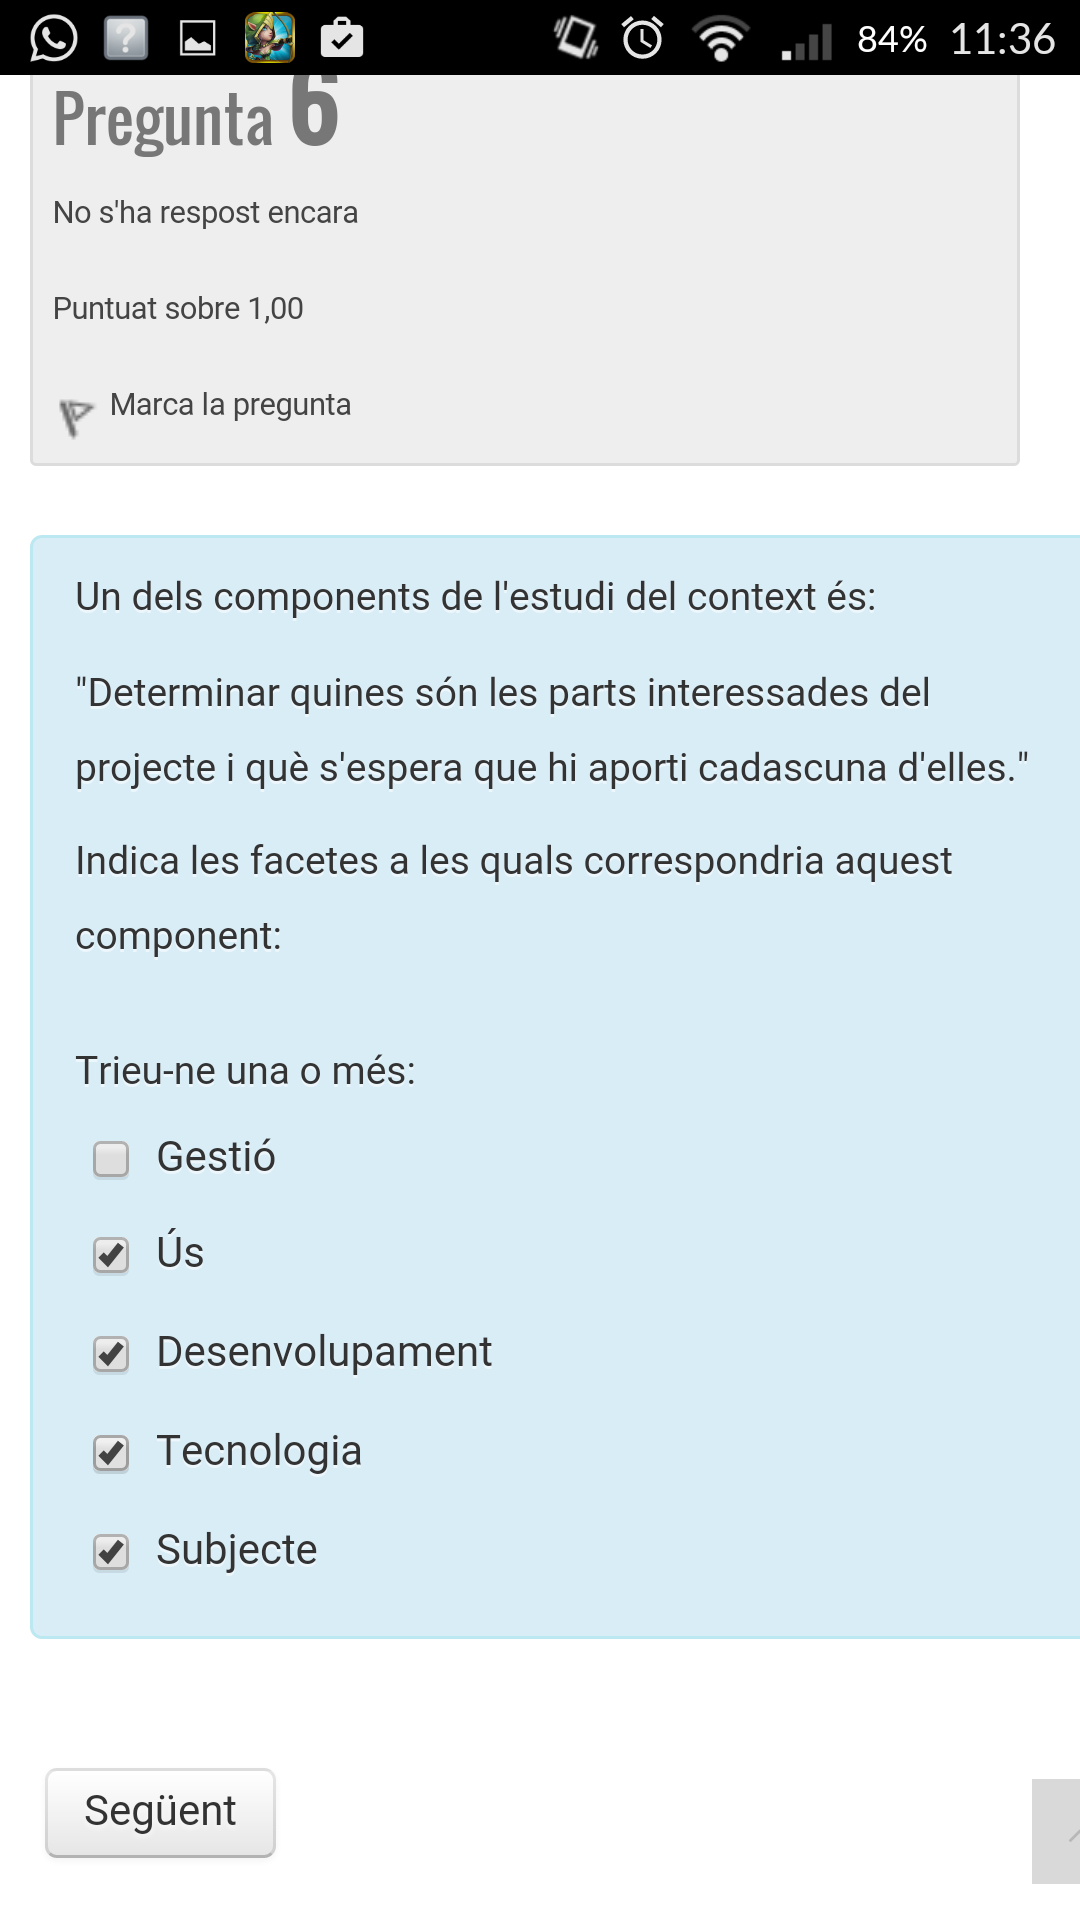 84% 11:36
Pregunta 6
No s'ha respost encara
Puntuat sobre 1,00
Marca la pregunta
Un dels components de l'estudi del context és:
"Determinar quines són les parts interessades del
projecte i què s'espera que hi aporti cadascuna d'elles."
Indica les facetes a les quals correspondria aquest
component:
Trieu-ne una o més:
Gestió
Ús
Desenvolupament
Tecnologia
Subjecte
Següent